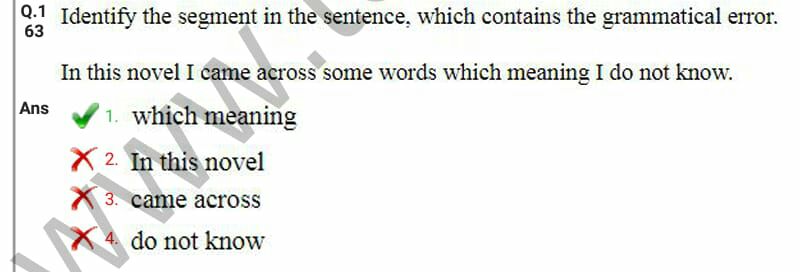 Q.1 Identify the segment in the sentence, which contains the grammatical error.
63
In this novel I came across some words which meaning I do not know.
Ans
1. which meaning
2. In this novel
3. came across
4. do not know
www.